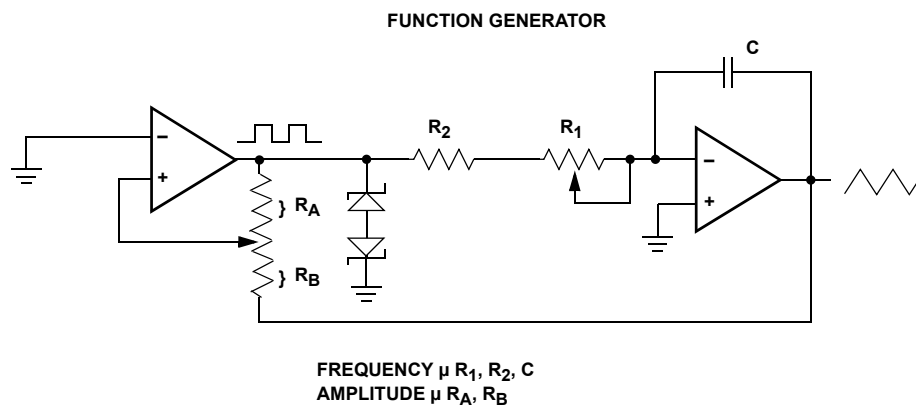 FUNCTION GENERATOR
C
R2
R1
−
+
} RA
} RB
−
+
FREQUENCY µ R1, R2, C
AMPLITUDE µ RA, RB